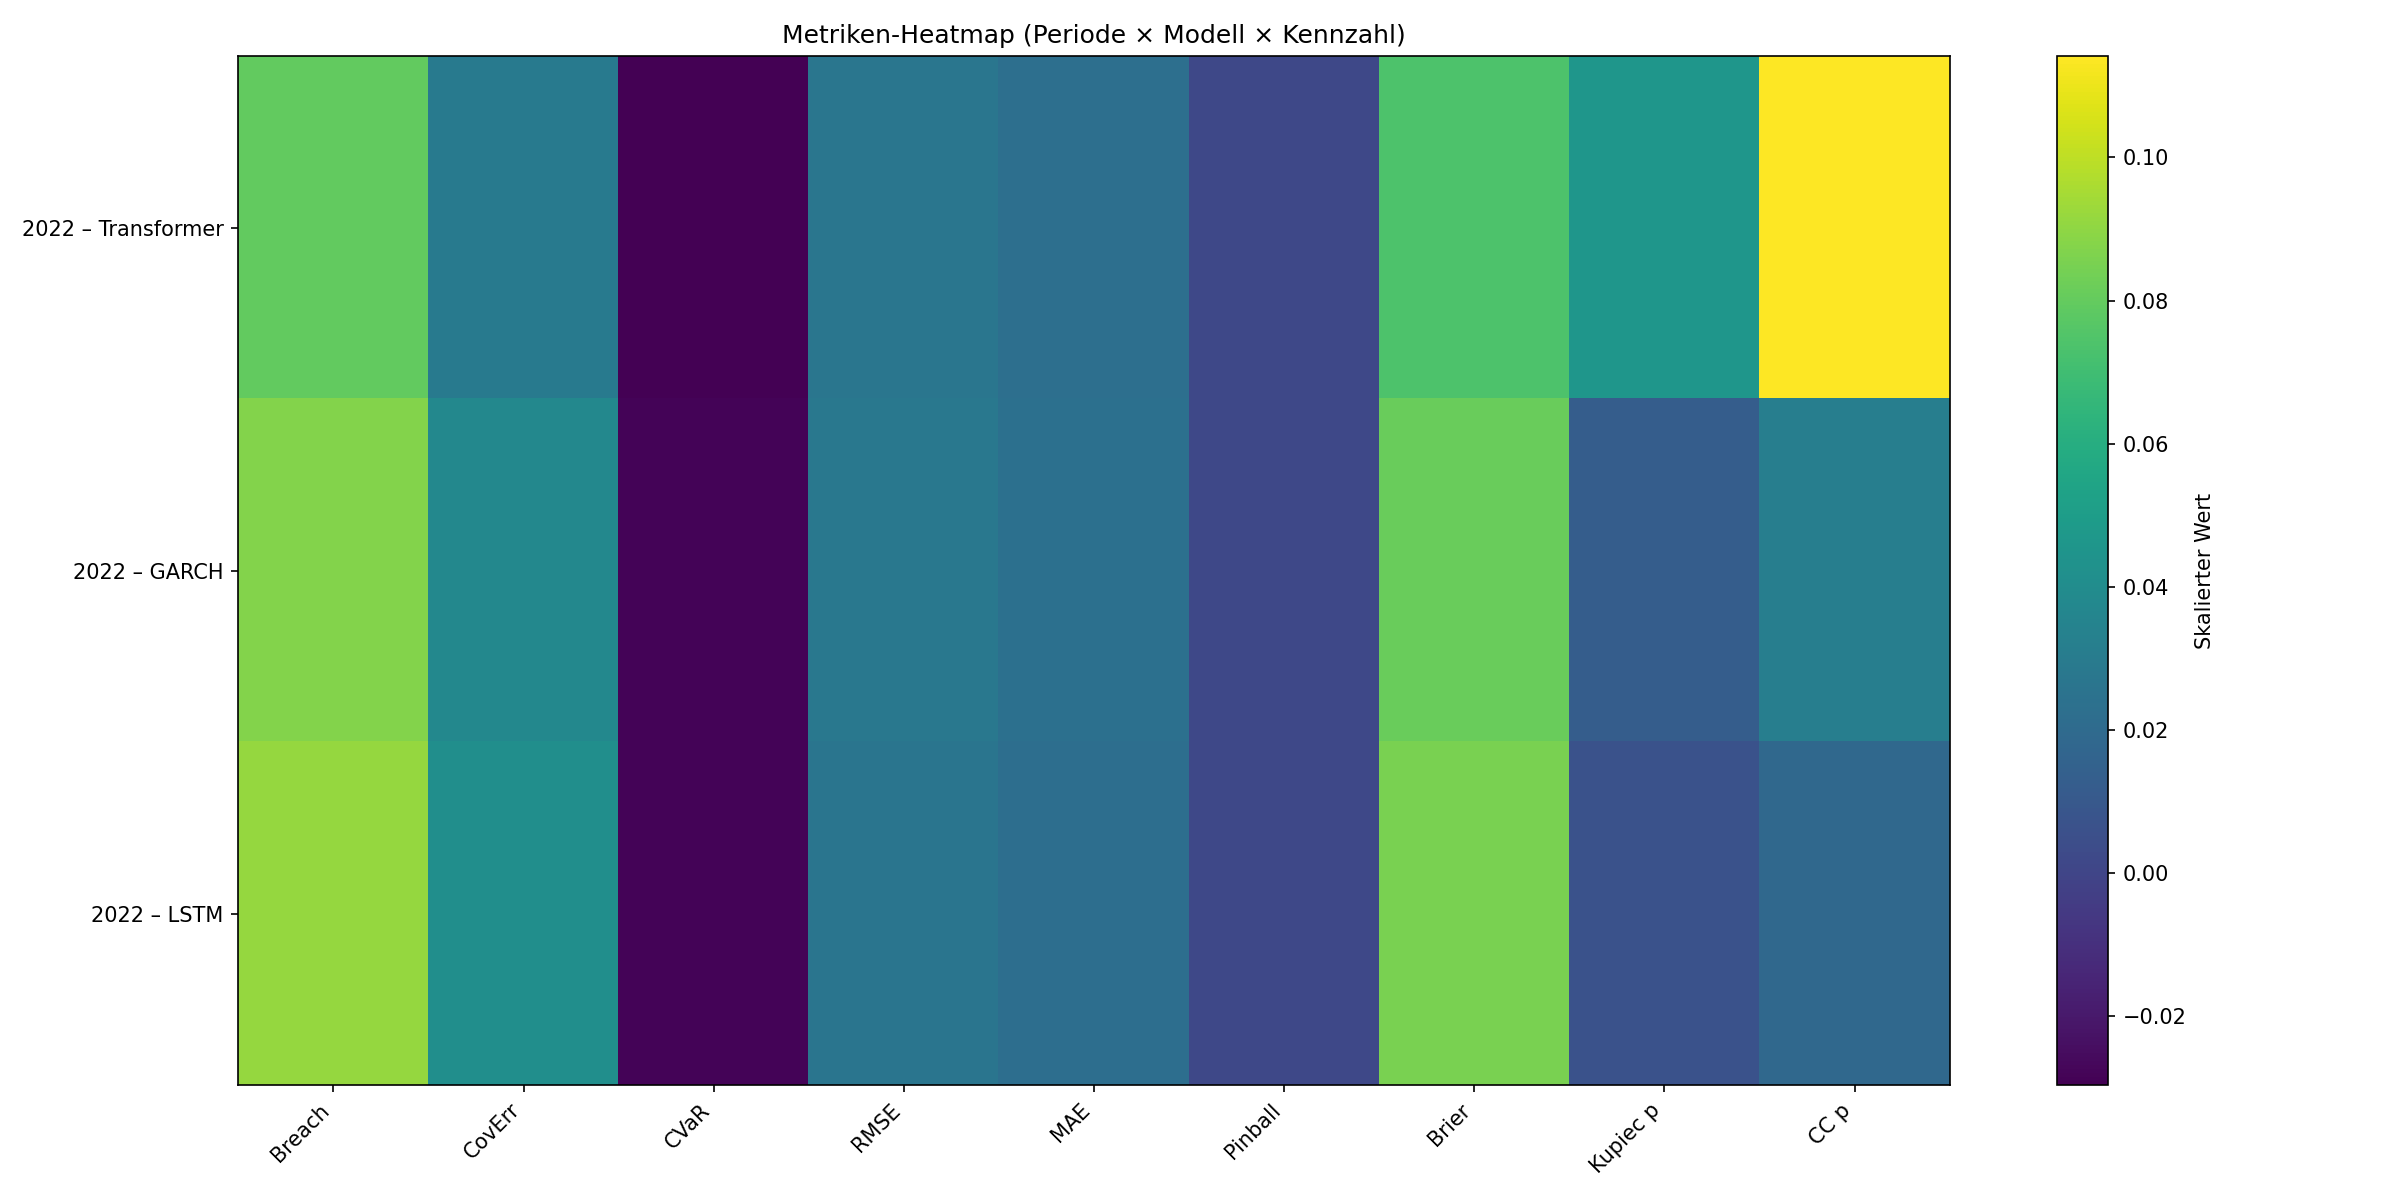 Metriken-Heatmap (Periode × Modell × Kennzahl)
2022 – Transformer
2022 – GARCH
2022 – LSTM
Breach
CovErr
CVaR
RMSE
MAE
Pinball
Brier
Kupiec p
CC p
0.10
0.08
0.06
0.04
0.02
0.00
−0.02
Skalierter Wert